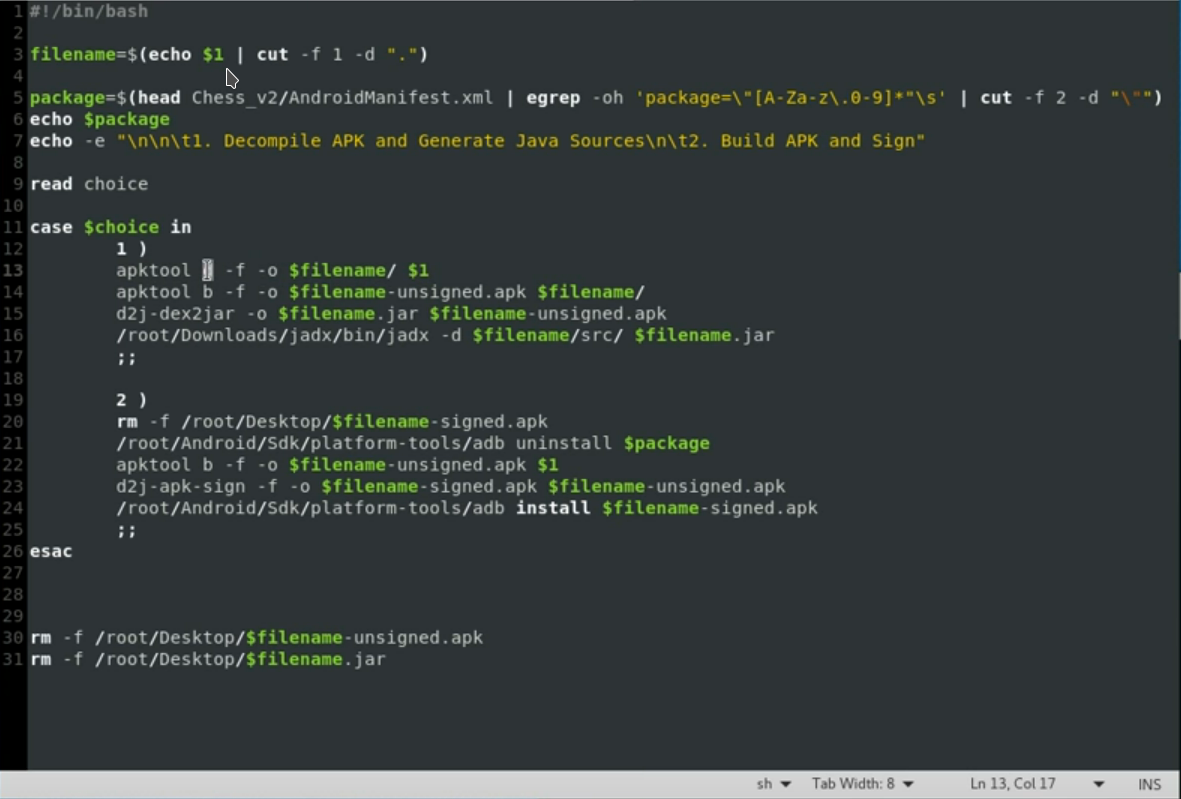 1 #!/bin/bash
2
3 filename=$(echo $1 | cut -f 1 -d ".")
4
5 package=$(head Chess_v2/AndroidManifest.xml | egrep -oh 'package=\"[A-Za-z\.0-9]*"\s' | cut -f 2 -d "\"")
6 echo $package
7 echo -e "\n\n\t1. Decompile APK and Generate Java Sources\n\t2. Build APK and Sign"
8
9 read choice
10
11 case $choice in
12 1 )
13 apktool -f -o $filename/ $1
14 apktool b -f -o $filename-unsigned.apk $filename/
15 d2j-dex2jar -o $filename.jar $filename-unsigned.apk
16 /root/Downloads/jadx/bin/jadx -d $filename/src/ $filename.jar
17 ;;
18
19 2 )
20 rm -f /root/Desktop/$filename-signed.apk
21 /root/Android/Sdk/platform-tools/adb uninstall $package
22 apktool b -f -o $filename-unsigned.apk $1
23 d2j-apk-sign -f -o $filename-signed.apk $filename-unsigned.apk
24 /root/Android/Sdk/platform-tools/adb install $filename-signed.apk
25 ;;
26 esac
27
28
29
30 rm -f /root/Desktop/$filename-unsigned.apk
31 rm -f /root/Desktop/$filename.jar
sh Tab Width: 8 Ln 13, Col 17 INS